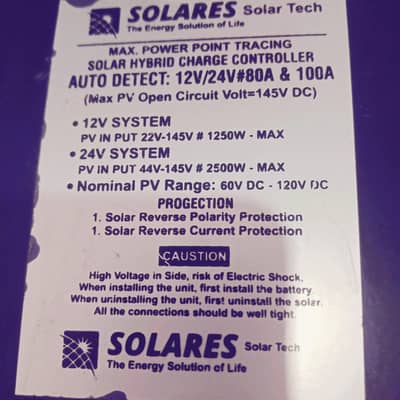 SOLARES Solar Tech
The Energy Solution of Life
MAX. POWER POINT TRACING
SOLAR HYBRID CHARGE CONTROLLER
AUTO DETECT: 12V/24V#80A & 100A
(Max PV Open Circuit Volt=145V DC)
• 12V SYSTEM
PV IN PUT 22V-145V # 1250W - MAX
• 24V SYSTEM
PV IN PUT 44V-145V # 2500W - MAX
• Nominal PV Range: 60V DC - 120V DC
PROGECTION
1. Solar Reverse Polarity Protection
1. Solar Reverse Current Protection
CAUSTION
High Voltage in Side, risk of Electric Shock.
When installing the unit, first install the battery.
When un:installing the unit, first uninstall the solar.
All the connections should be well tight.
SOLARES Solar Tech
The Energy Solution of Life